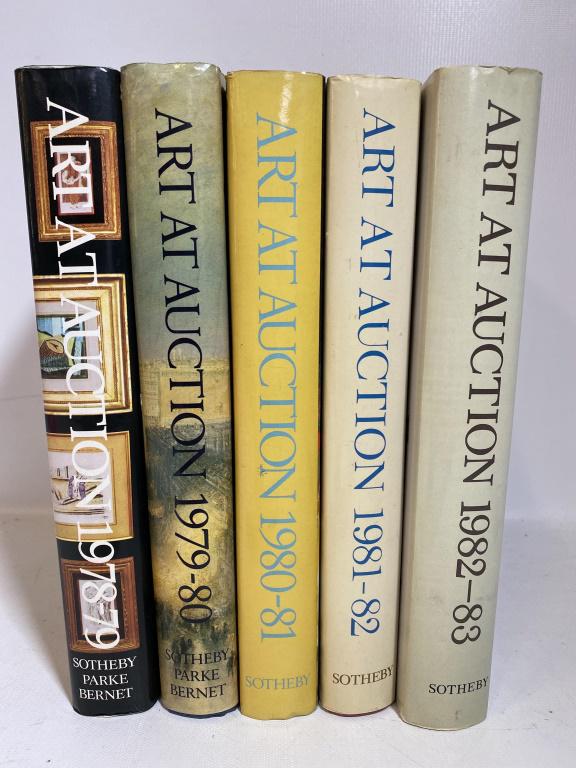 ART AT AUCTION 1978-79
SOTHEBY
PARKE
BERNET
ART AT AUCTION 1979-80
SOTHEBY
PARKE
BERNET
ART AT AUCTION 1980-81
SOTHEBY
ART AT AUCTION 1981-82
SOTHEBY
ART AT AUCTION 1982-83
SOTHEBY